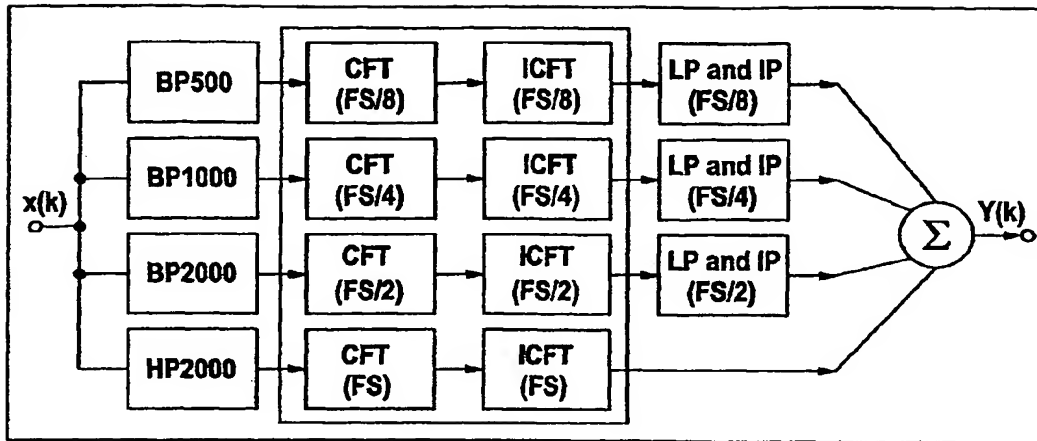 BP500
CFT
(FS/8)
ICFT
(FS/8)
LP and IP
(FS/8)
BP1000
CFT
(FS/4)
ICFT
(FS/4)
LP and IP
(FS/4)
x(k)
Y(k)
Σ
BP2000
CFT
(FS/2)
ICFT
(FS/2)
LP and IP
(FS/2)
HP2000
CFT
(FS)
ICFT
(FS)